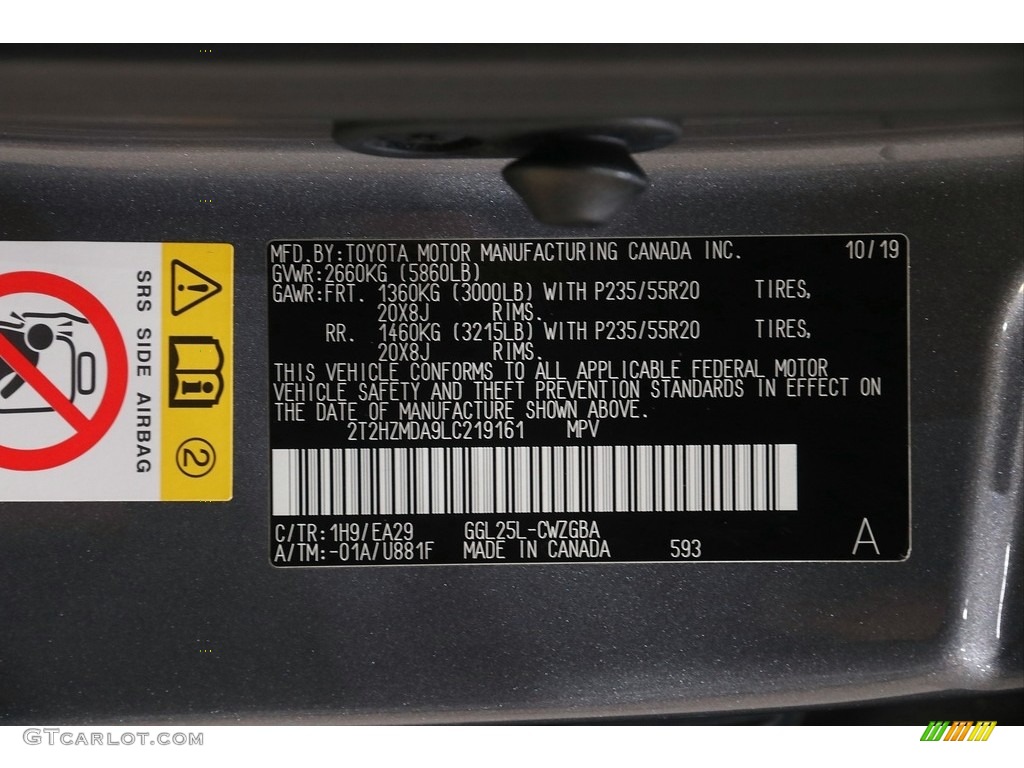 MFD.BY:TOYOTA MOTOR MANUFACTURING CANADA INC. 10/19
GVWR:2660KG (5860LB)
GAWR:FRT. 1360KG (3000LB) WITH P235/55R20 TIRES,
20X8J RIMS.
RR. 1460KG (3215LB) WITH P235/55R20 TIRES,
20X8J RIMS.
THIS VEHICLE CONFORMS TO ALL APPLICABLE FEDERAL MOTOR
VEHICLE SAFETY AND THEFT PREVENTION STANDARDS IN EFFECT ON
THE DATE OF MANUFACTURE SHOWN ABOVE.
2T2HZMDA9LC219161 MPV
C/TR:1H9/EA29 GGL25L-CWZGBA
A/TM:-01A/U881F MADE IN CANADA 593 A
SRS SIDE AIRBAG
2
GTCarlot.com